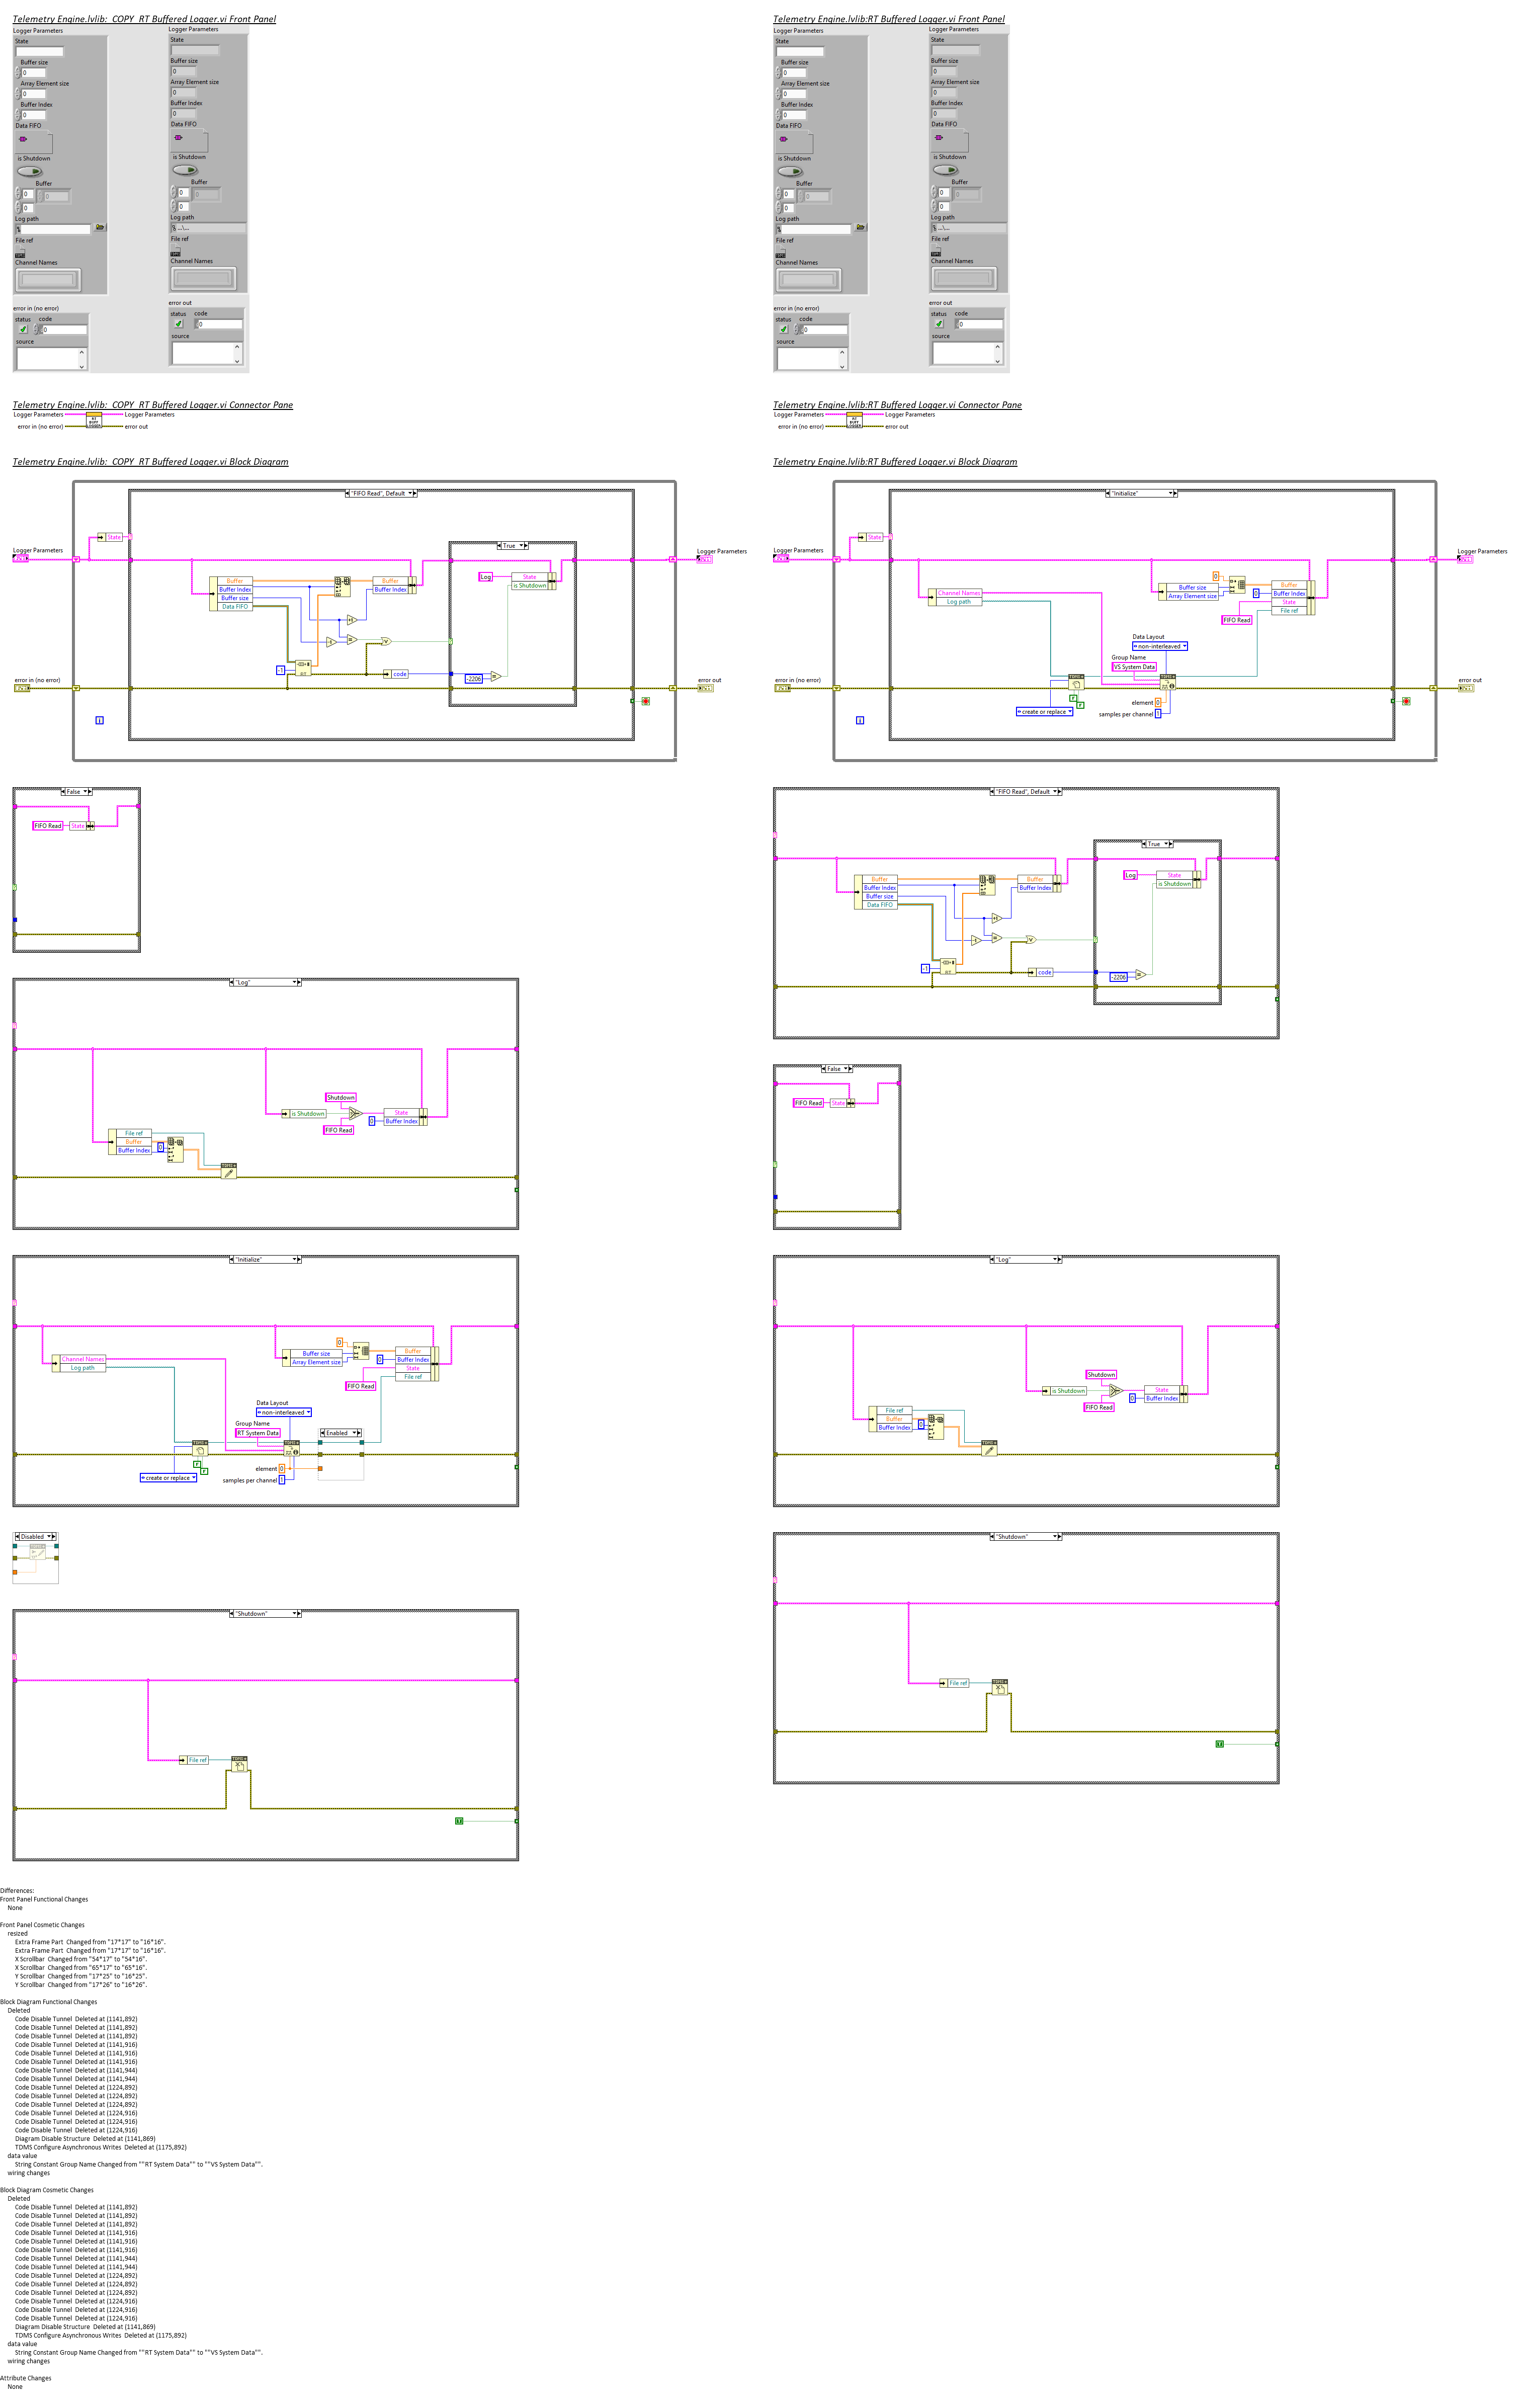 Telemetry Engine.lvlib:_COPY_RT Buffered Logger.vi Front Panel
Logger Parameters
State
Buffer size
0
Array Element size
0
Buffer Index
0
Data FIFO
is Shutdown
Buffer
0
0
0
Log path
File ref
TDMS
Channel Names
error in (no error)
status code
0
source
Logger Parameters
State
Buffer size
0
Array Element size
0
Buffer Index
0
Data FIFO
is Shutdown
Buffer
0
0
0
Log path
File ref
TDMS
Channel Names
error out
status code
0
source
Telemetry Engine.lvlib:_COPY_RT Buffered Logger.vi Connector Pane
Logger Parameters
RT BUFF LOGGER
Logger Parameters
error in (no error)
error out
Telemetry Engine.lvlib:_COPY_RT Buffered Logger.vi Block Diagram
"FIFO Read", Default
State
Logger Parameters
True
Logger Parameters
Log
State
is Shutdown
Buffer
Buffer Index
Buffer size
Data FIFO
Buffer
Buffer Index
-1
RT
code
-2206
error in (no error)
error out
i
False
FIFO Read
State
"Log"
Shutdown
is Shutdown
State
0
Buffer Index
FIFO Read
File ref
Buffer
Buffer Index
0
"Initialize"
0
Buffer size
Array Element size
Buffer
0
Buffer Index
State
File ref
FIFO Read
Channel Names
Log path
Data Layout
non-interleaved
Group Name
RT System Data
Enabled
F
F
create or replace
element
0
samples per channel
1
Disabled
"Shutdown"
File ref
T
Telemetry Engine.lvlib:RT Buffered Logger.vi Front Panel
Logger Parameters
State
Buffer size
0
Array Element size
0
Buffer Index
0
Data FIFO
is Shutdown
Buffer
0
0
0
Log path
File ref
TDMS
Channel Names
error in (no error)
status code
0
source
Logger Parameters
State
Buffer size
0
Array Element size
0
Buffer Index
0
Data FIFO
is Shutdown
Buffer
0
0
0
Log path
File ref
TDMS
Channel Names
error out
status code
0
source
Telemetry Engine.lvlib:RT Buffered Logger.vi Connector Pane
Logger Parameters
RT BUFF LOGGER
Logger Parameters
error in (no error)
error out
Telemetry Engine.lvlib:RT Buffered Logger.vi Block Diagram
"Initialize"
State
Logger Parameters
Logger Parameters
0
Buffer size
Array Element size
Buffer
0
Buffer Index
State
File ref
FIFO Read
Channel Names
Log path
Data Layout
non-interleaved
Group Name
VS System Data
error in (no error)
error out
F
F
create or replace
element
0
samples per channel
1
i
"FIFO Read", Default
True
Log
State
is Shutdown
Buffer
Buffer Index
Buffer size
Data FIFO
Buffer
Buffer Index
-1
RT
code
-2206
False
FIFO Read
State
"Log"
Shutdown
is Shutdown
State
0
Buffer Index
FIFO Read
File ref
Buffer
Buffer Index
0
"Shutdown"
File ref
T
Differences:
Front Panel Functional Changes
None
Front Panel Cosmetic Changes
resized
Extra Frame Part  Changed from "17*17" to "16*16".
Extra Frame Part  Changed from "17*17" to "16*16".
X Scrollbar  Changed from "54*17" to "54*16".
X Scrollbar  Changed from "65*17" to "65*16".
Y Scrollbar  Changed from "17*25" to "16*25".
Y Scrollbar  Changed from "17*26" to "16*26".
Block Diagram Functional Changes
Deleted
Code Disable Tunnel  Deleted at (1141,892)
Code Disable Tunnel  Deleted at (1141,892)
Code Disable Tunnel  Deleted at (1141,892)
Code Disable Tunnel  Deleted at (1141,916)
Code Disable Tunnel  Deleted at (1141,916)
Code Disable Tunnel  Deleted at (1141,916)
Code Disable Tunnel  Deleted at (1141,944)
Code Disable Tunnel  Deleted at (1141,944)
Code Disable Tunnel  Deleted at (1224,892)
Code Disable Tunnel  Deleted at (1224,892)
Code Disable Tunnel  Deleted at (1224,892)
Code Disable Tunnel  Deleted at (1224,916)
Code Disable Tunnel  Deleted at (1224,916)
Code Disable Tunnel  Deleted at (1224,916)
Diagram Disable Structure  Deleted at (1141,869)
TDMS Configure Asynchronous Writes  Deleted at (1175,892)
data value
String Constant Group Name Changed from ""RT System Data"" to ""VS System Data"".
wiring changes
Block Diagram Cosmetic Changes
Deleted
Code Disable Tunnel  Deleted at (1141,892)
Code Disable Tunnel  Deleted at (1141,892)
Code Disable Tunnel  Deleted at (1141,892)
Code Disable Tunnel  Deleted at (1141,916)
Code Disable Tunnel  Deleted at (1141,916)
Code Disable Tunnel  Deleted at (1141,916)
Code Disable Tunnel  Deleted at (1141,944)
Code Disable Tunnel  Deleted at (1141,944)
Code Disable Tunnel  Deleted at (1224,892)
Code Disable Tunnel  Deleted at (1224,892)
Code Disable Tunnel  Deleted at (1224,892)
Code Disable Tunnel  Deleted at (1224,916)
Code Disable Tunnel  Deleted at (1224,916)
Code Disable Tunnel  Deleted at (1224,916)
Diagram Disable Structure  Deleted at (1141,869)
TDMS Configure Asynchronous Writes  Deleted at (1175,892)
data value
String Constant Group Name Changed from ""RT System Data"" to ""VS System Data"".
wiring changes
Attribute Changes
None